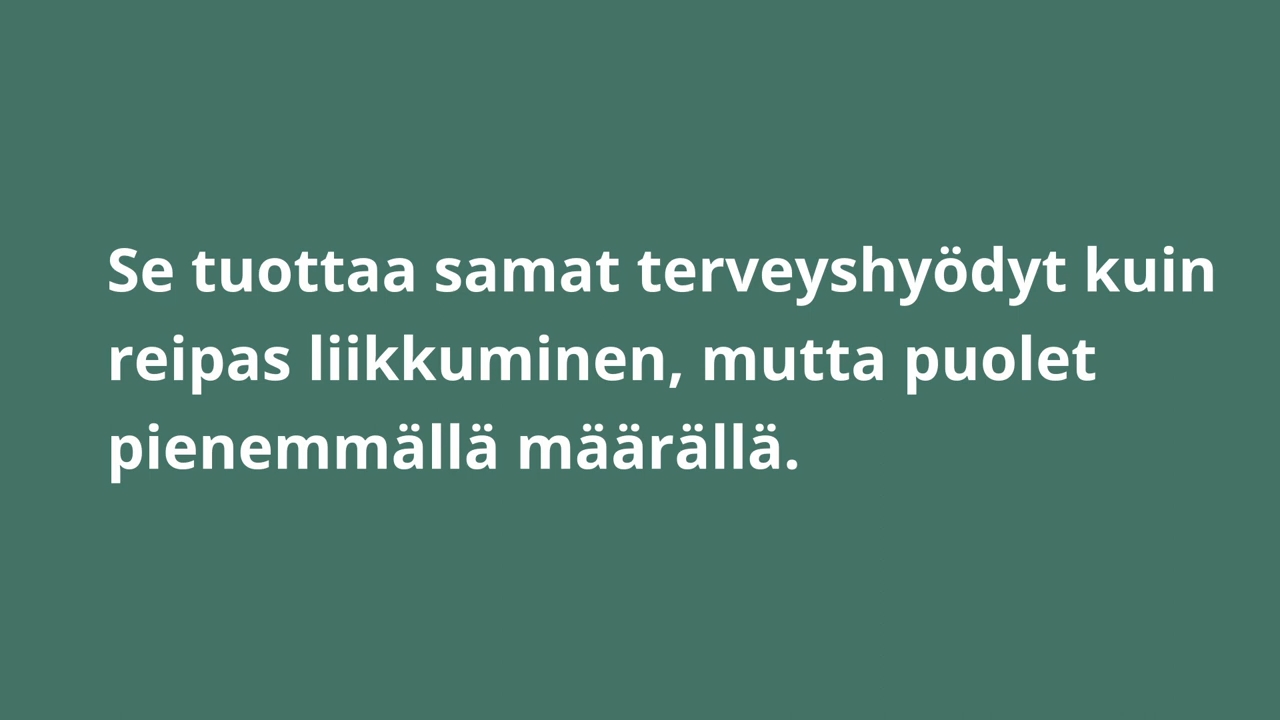 Se tuottaa samat terveyshyödyt kuin
reipas liikkuminen, mutta puolet
pienemmällä määrällä.